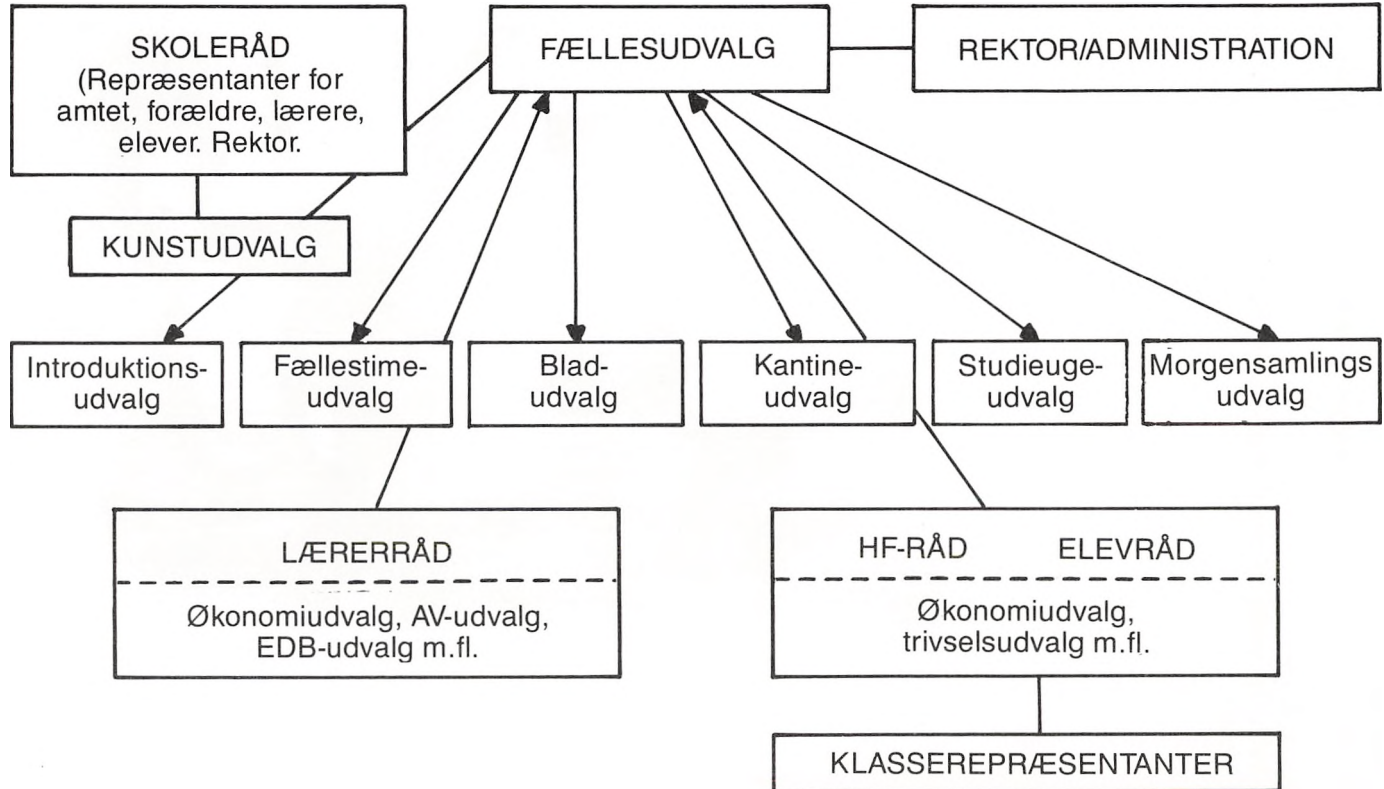 SKOLERÅD
(Repræsentanter for
amtet, forældre, lærere,
elever. Rektor.
FÆLLESUDVALG
REKTOR/ADMINISTRATION
KUNSTUDVALG
Introduktions-
udvalg
Fællestime-
udvalg
Blad-
udvalg
Kantine-
udvalg
Studieuge-
udvalg
Morgensamlings
udvalg
LÆRERRÅD
Økonomiudvalg, AV-udvalg,
EDB-udvalg m.fl.
HF-RÅD ELEVRÅD
Økonomiudvalg,
trivselsudvalg m.fl.
KLASSEREPRÆSENTANTER